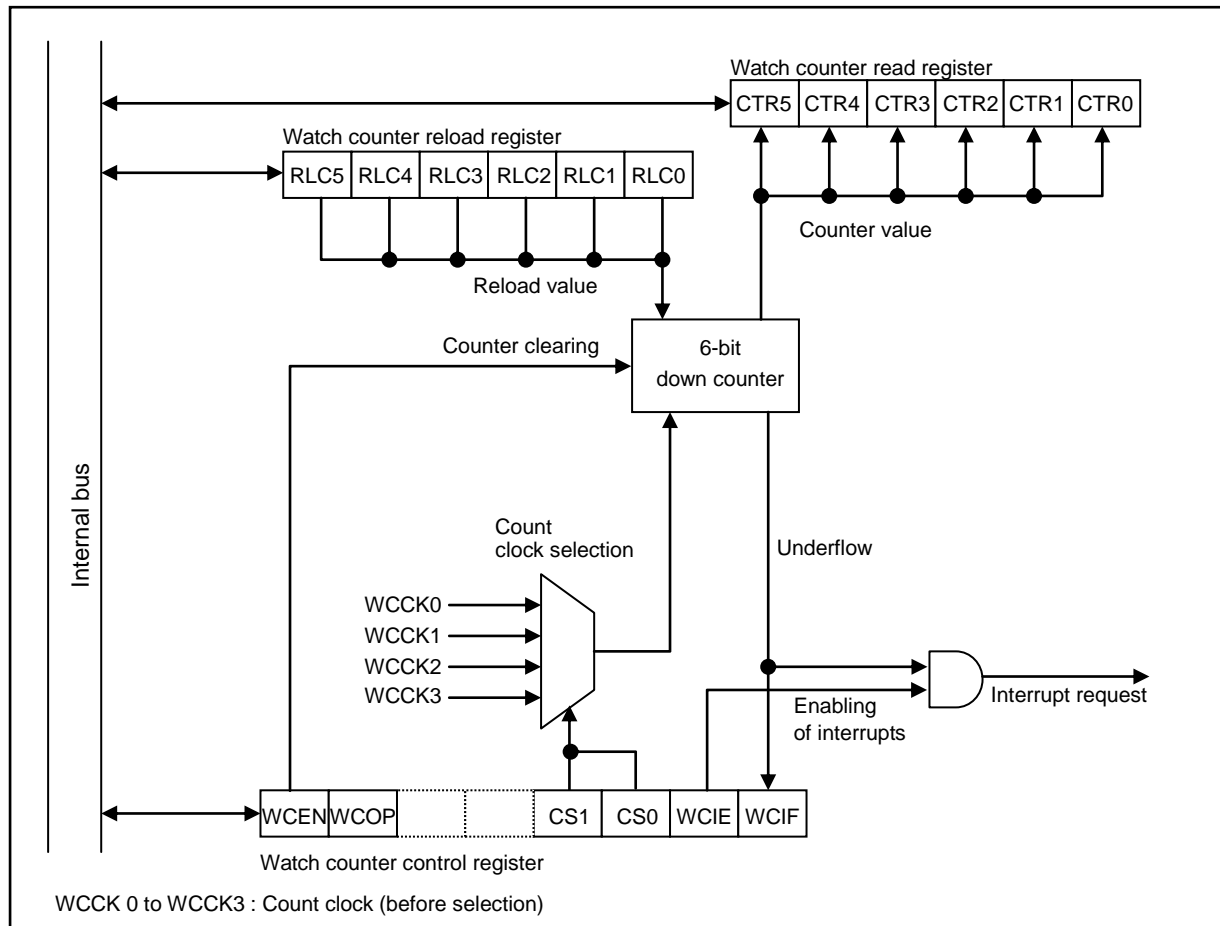 Watch counter read register
CTR5 CTR4 CTR3 CTR2 CTR1 CTR0
Watch counter reload register
RLC5 RLC4 RLC3 RLC2 RLC1 RLC0
Counter value
Reload value
Counter clearing
6-bit
down counter
Internal bus
Count
clock selection
Underflow
WCCK0
WCCK1
WCCK2
WCCK3
Enabling
of interrupts
Interrupt request
WCEN WCOP CS1 CS0 WCIE WCIF
Watch counter control register
WCCK 0 to WCCK3 : Count clock (before selection)